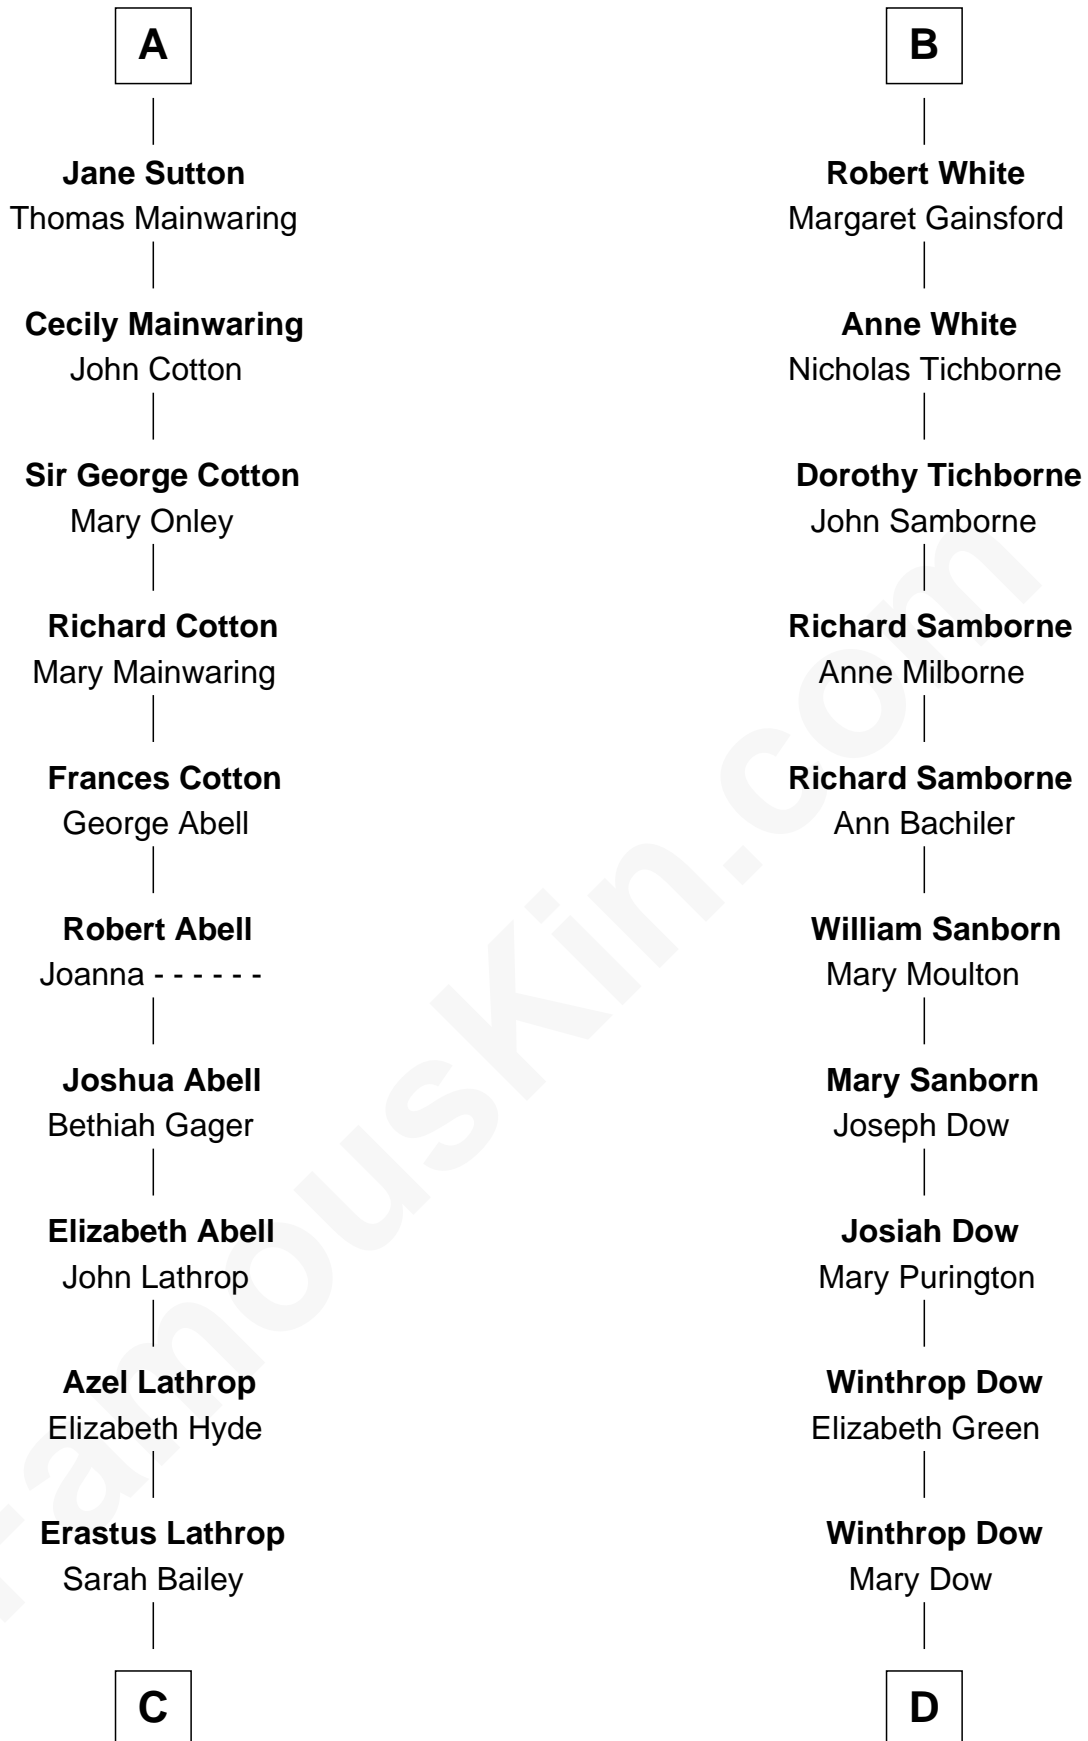 A
Jane Sutton
Thomas Mainwaring
Cecily Mainwaring
John Cotton
Sir George Cotton
Mary Onley
Richard Cotton
Mary Mainwaring
Frances Cotton
George Abell
Robert Abell
Joanna - - - - - -
Joshua Abell
Bethiah Gager
Elizabeth Abell
John Lathrop
Azel Lathrop
Elizabeth Hyde
Erastus Lathrop
Sarah Bailey
C
B
Robert White
Margaret Gainsford
Anne White
Nicholas Tichborne
Dorothy Tichborne
John Samborne
Richard Samborne
Anne Milborne
Richard Samborne
Ann Bachiler
William Sanborn
Mary Moulton
Mary Sanborn
Joseph Dow
Josiah Dow
Mary Purington
Winthrop Dow
Elizabeth Green
Winthrop Dow
Mary Dow
D
FamousKin.com